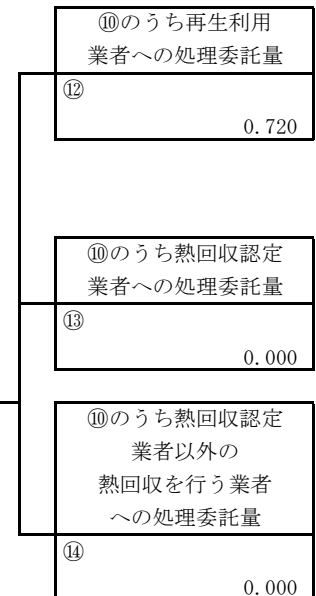 ⑩のうち再生利用
業者への処理委託量
⑫
0.720
⑩のうち熱回収認定
業者への処理委託量
⑬
0.000
⑩のうち熱回収認定
業者以外の
熱回収を行う業者
への処理委託量
⑭
0.000